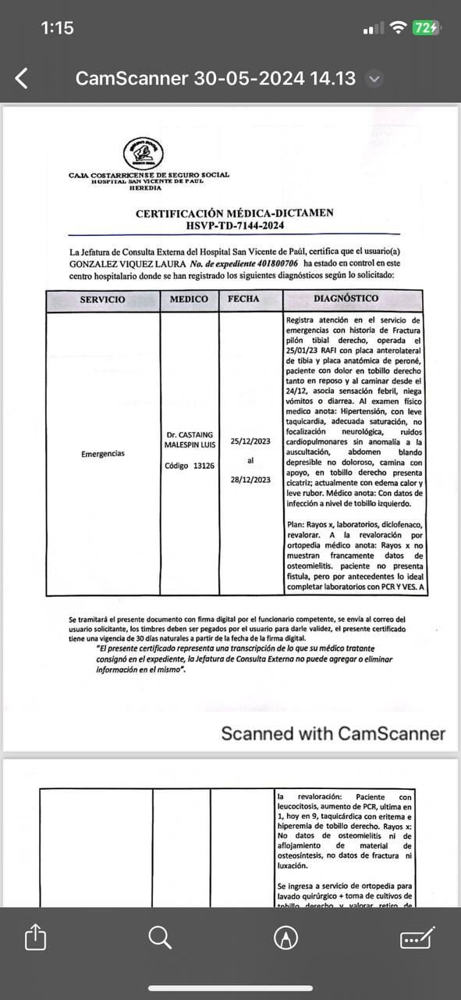 1:15
72
CamScanner 30-05-2024 14.13
CAJA COSTARRICENSE DE SEGURO SOCIAL
HOSPITAL SAN VICENTE DE PAUL
HEREDIA
CERTIFICACIÓN MÉDICA-DICTAMEN
HSVP-TD-7144-2024
La Jefatura de Consulta Externa del Hospital San Vicente de Paúl, certifica que el usuario(a)
GONZALEZ VIQUEZ LAURA No. de expediente 401800706 ha estado en control en este
centro hospitalario donde se han registrado los siguientes diagnósticos según lo solicitado:
SERVICIO MEDICO FECHA DIAGNÓSTICO
Emergencias
Dr. CASTAING
MALESPIN LUIS
Código 13126
25/12/2023
al
28/12/2023
Registra atención en el servicio de
emergencias con historia de Fractura
pilón tibial derecho, operada el
25/01/23 RAFI con placa anterolateral
de tibia y placa anatómica de peroné,
paciente con dolor en tobillo derecho
tanto en reposo y al caminar desde el
24/12, asocia sensación febril, niega
vómitos o diarrea. Al examen físico
medico anota: Hipertensión, con leve
taquicardia, adecuada saturación, no
focalización neurológica, ruidos
cardiopulmonares sin anomalía a la
auscultación, abdomen blando
depresible no doloroso, camina con
apoyo, en tobillo derecho presenta
cicatriz; actualmente con edema calor y
leve rubor. Médico anota: Con datos de
infección a nivel de tobillo izquierdo.
Plan: Rayos x, laboratorios, diclofenaco,
revalorar. A la revaloración por
ortopedia médico anota: Rayos x no
muestran francamente datos de
osteomielitis. paciente no presenta
fistula, pero por antecedentes lo ideal
completar laboratorios con PCR Y VES. A
Se tramitará el presente documento con firma digital por el funcionario competente, se envía al correo del
usuario solicitante, los timbres deben ser pegados por el usuario para darle validez, el presente certificado
tiene una vigencia de 30 días naturales a partir de la fecha de la firma digital.
"El presente certificado representa una transcripción de lo que su médico tratante
consignó en el expediente, la Jefatura de Consulta Externa no puede agregar o eliminar
información en el mismo".
Scanned with CamScanner
la revaloración: Paciente con
leucocitosis, aumento de PCR, ultima en
1, hoy en 9, taquicárdica con eritema e
hiperemia de tobillo derecho. Rayos x:
No datos de osteomielitis ni de
aflojamiento de material de
osteosíntesis, no datos de fractura ni
luxación.
Se ingresa a servicio de ortopedia para
lavado quirúrgico + toma de cultivos de
tobillo derecho y valorar retiro de